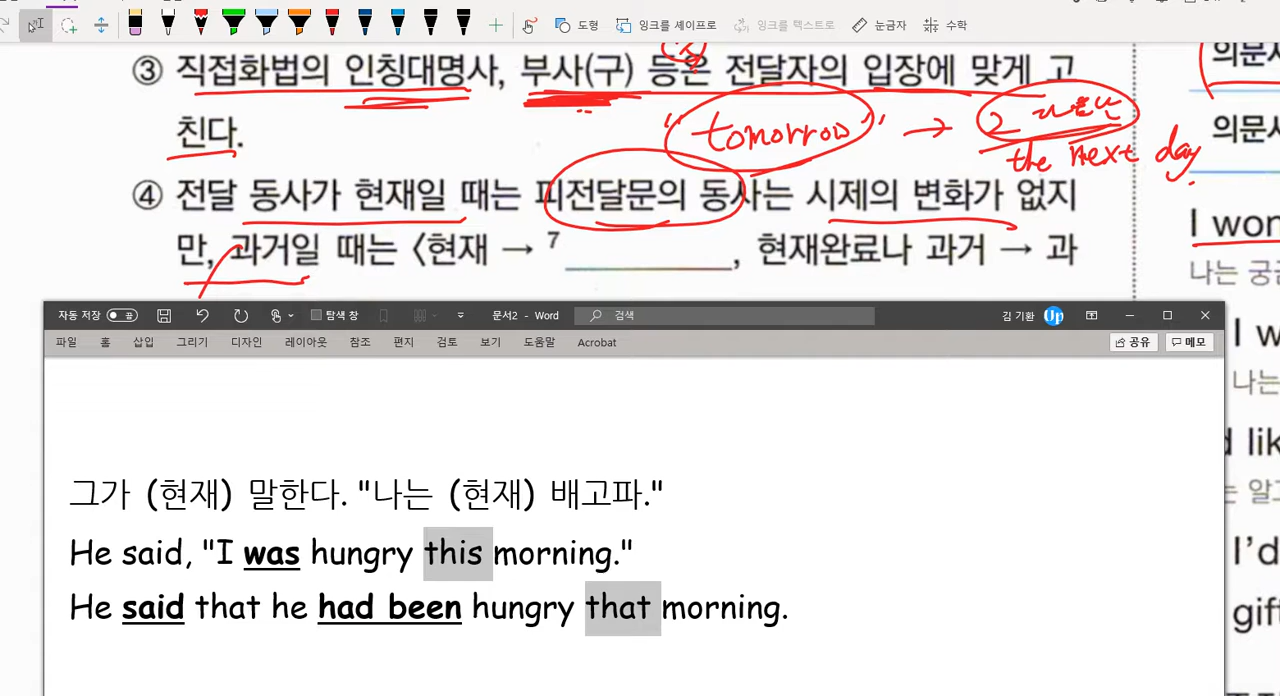 도형 잉크를 셰이프로 잉크를 텍스트로 눈금자 수학
③ 직접화법의 인칭대명사, 부사(구) 등은 전달자의 입장에 맞게 고
친다.
"tomorrow" → 2
the next day
④ 전달 동사가 현재일 때는 피전달문의 동사는 시제의 변화가 없지
만, 과거일 때는 〈현재 → 7 ________, 현재완료나 과거 → 과
의문사
의문사
I won
나는 궁금
I w
나는
d like
는 알고
I'd
gift
자동 저장 끔 탐색 창 문서2 - Word 검색 김 기환 Up
파일 홈 삽입 그리기 디자인 레이아웃 참조 편지 검토 보기 도움말 Acrobat 공유 메모
그가 (현재) 말한다. "나는 (현재) 배고파."
He said, "I was hungry this morning."
He said that he had been hungry that morning.